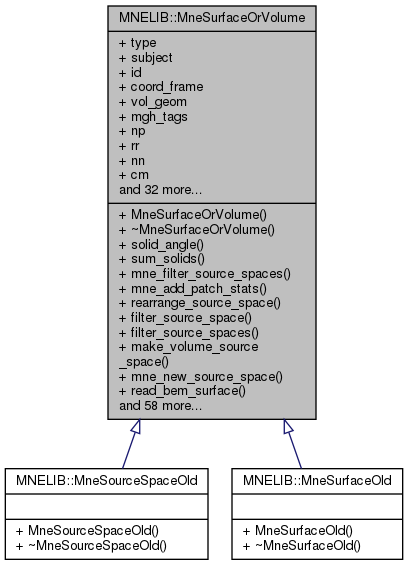 MNELIB::MneSurfaceOrVolume
+ type
+ subject
+ id
+ coord_frame
+ vol_geom
+ mgh_tags
+ np
+ rr
+ nn
+ cm
and 32 more...
+ MneSurfaceOrVolume()
+ ~MneSurfaceOrVolume()
+ solid_angle()
+ sum_solids()
+ mne_filter_source_spaces()
+ mne_add_patch_stats()
+ rearrange_source_space()
+ filter_source_space()
+ filter_source_spaces()
+ make_volume_source
_space()
+ mne_new_source_space()
+ read_bem_surface()
and 58 more...
MNELIB::MneSourceSpaceOld
+ MneSourceSpaceOld()
+ ~MneSourceSpaceOld()
MNELIB::MneSurfaceOld
+ MneSurfaceOld()
+ ~MneSurfaceOld()